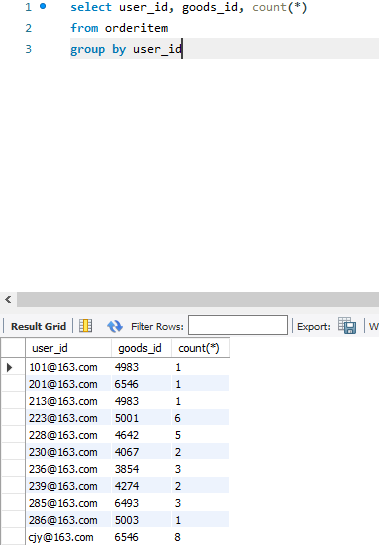 1 select user_id, goods_id, count(*)
2 from orderitem
3 group by user_id
Result Grid Filter Rows: Export: W
user_id goods_id count(*)
101@163.com 4983 1
201@163.com 6546 1
213@163.com 4983 1
223@163.com 5001 6
228@163.com 4642 5
230@163.com 4067 2
236@163.com 3854 3
239@163.com 4274 2
285@163.com 6493 3
286@163.com 5003 1
cjy@163.com 6546 8